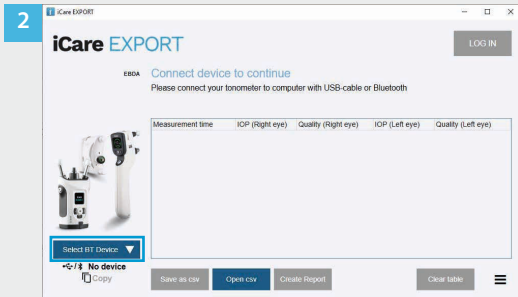 2
iCare EXPORT
iCare EXPORT
LOG IN
EBDA
Connect device to continue
Please connect your tonometer to computer with USB-cable or Bluetooth
Measurement time IOP (Right eye) Quality (Right eye) IOP (Left eye) Quality (Left eye)
Select BT Device
No device
Copy
Save as csv Open csv Create Report Clear table